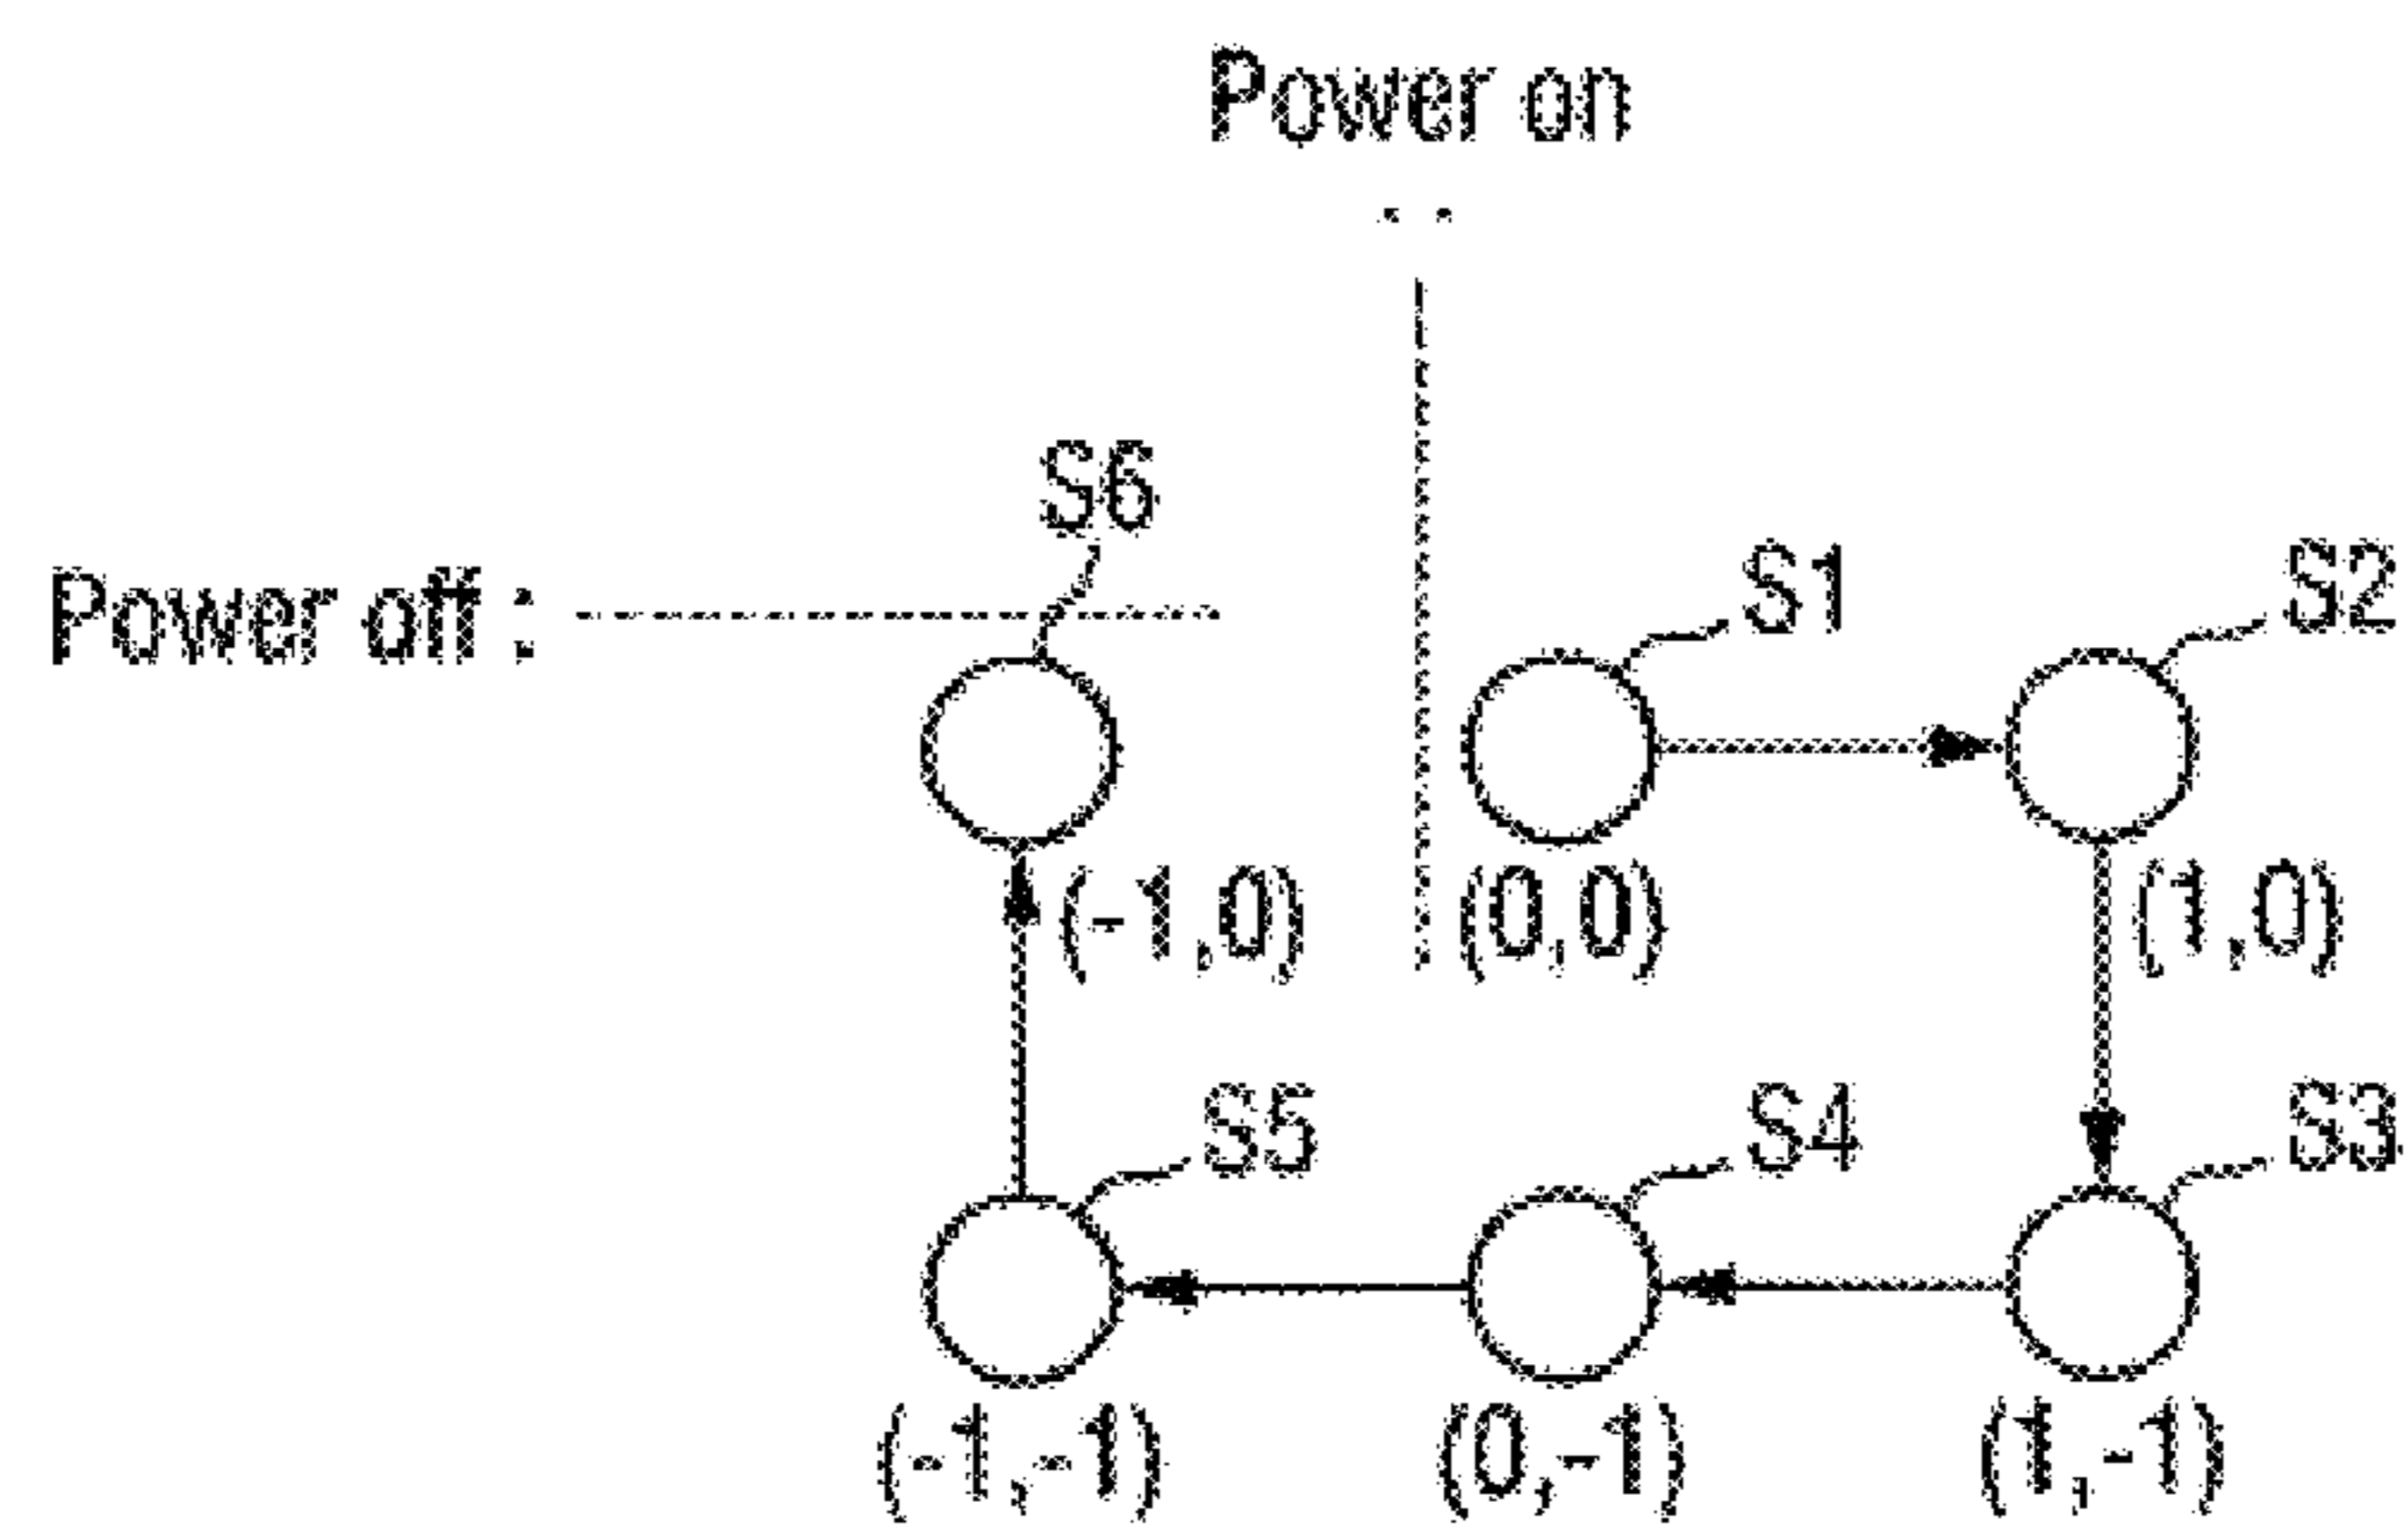 Power on
S6
Power off :
S1
S2
(-1,0)
(0,0)
(1,0)
S5
S4
S3
(-1,-1)
(0,-1)
(1,-1)